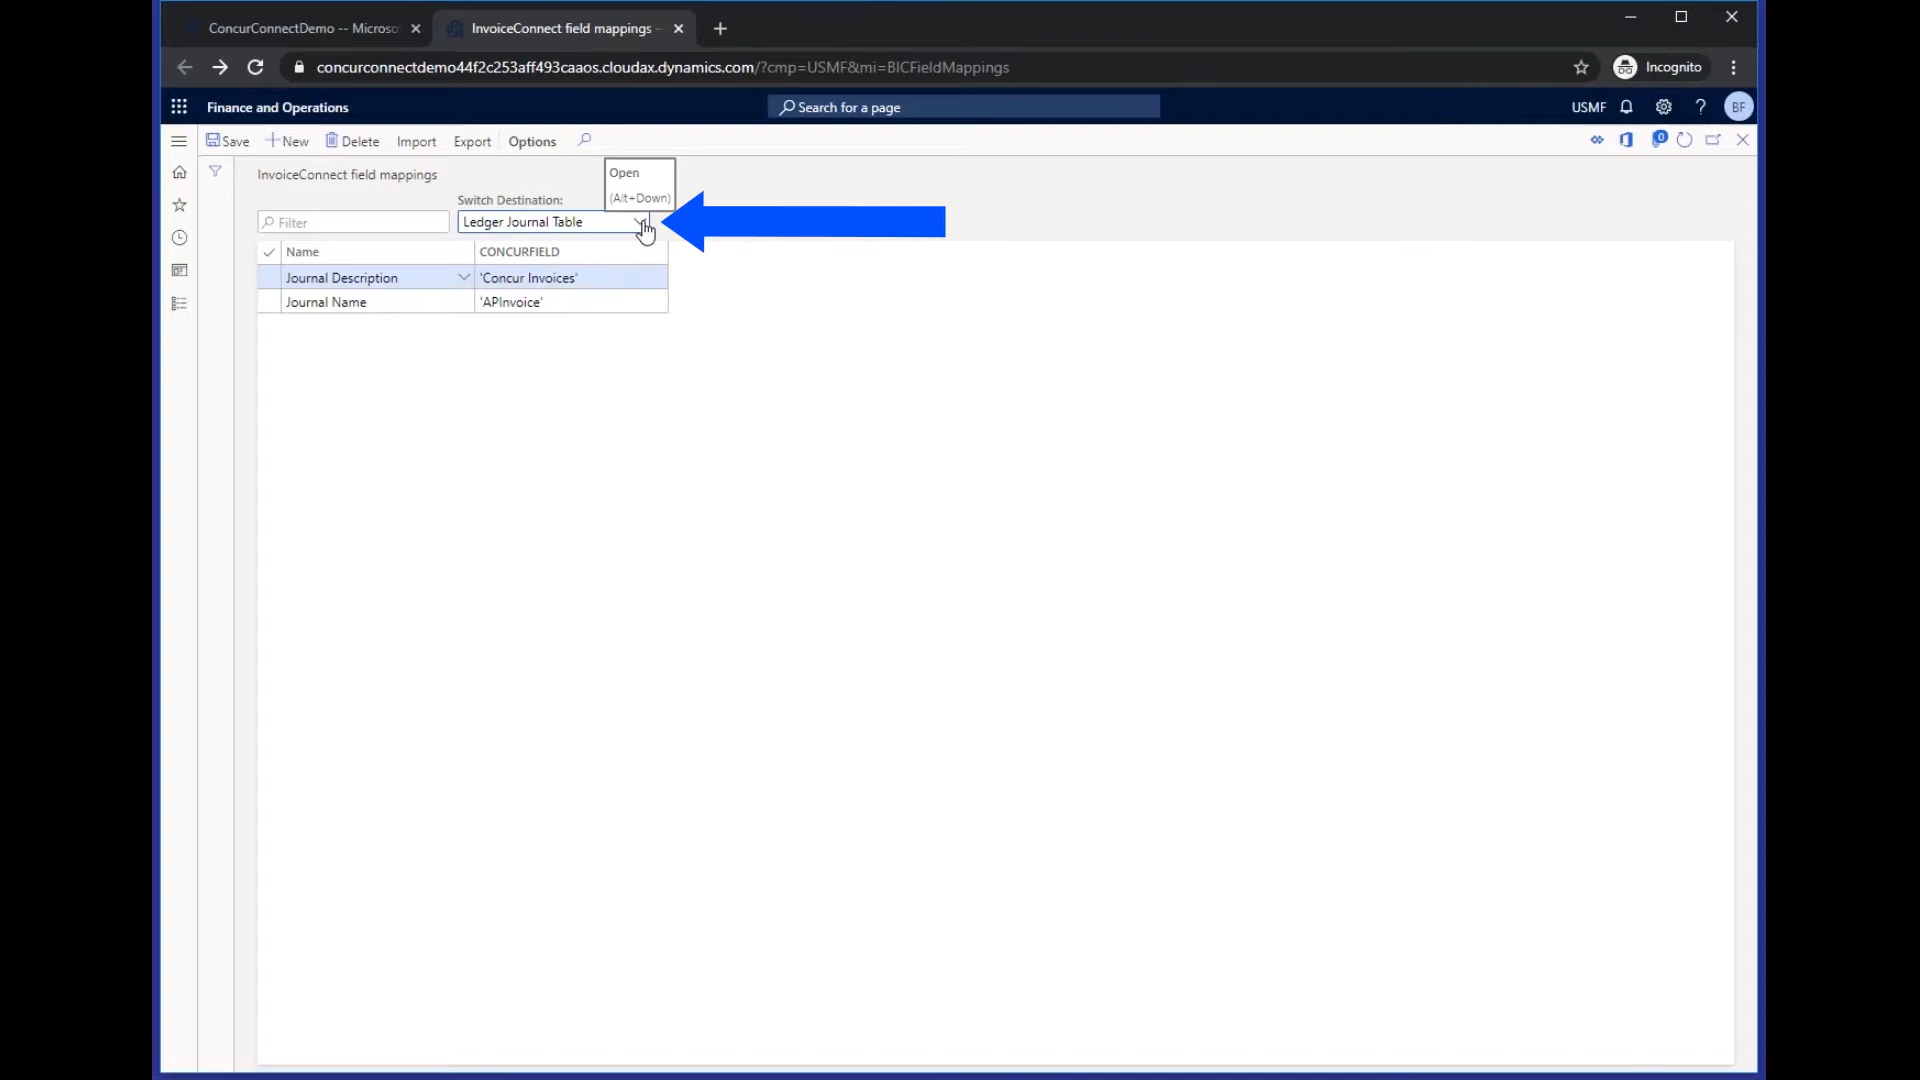 ConcurConnectDemo -- Microso
InvoiceConnect field mappings -
concurconnectdemo44f2c253aff493caaos.cloudax.dynamics.com/?cmp=USMF&mi=BICFieldMappings
Incognito
Finance and Operations
Search for a page
USMF
BF
Save
New
Delete
Import
Export
Options
0
InvoiceConnect field mappings
Open
(Alt+Down)
Switch Destination:
Filter
Ledger Journal Table
Name
CONCURFIELD
Journal Description
'Concur Invoices'
Journal Name
'APInvoice'